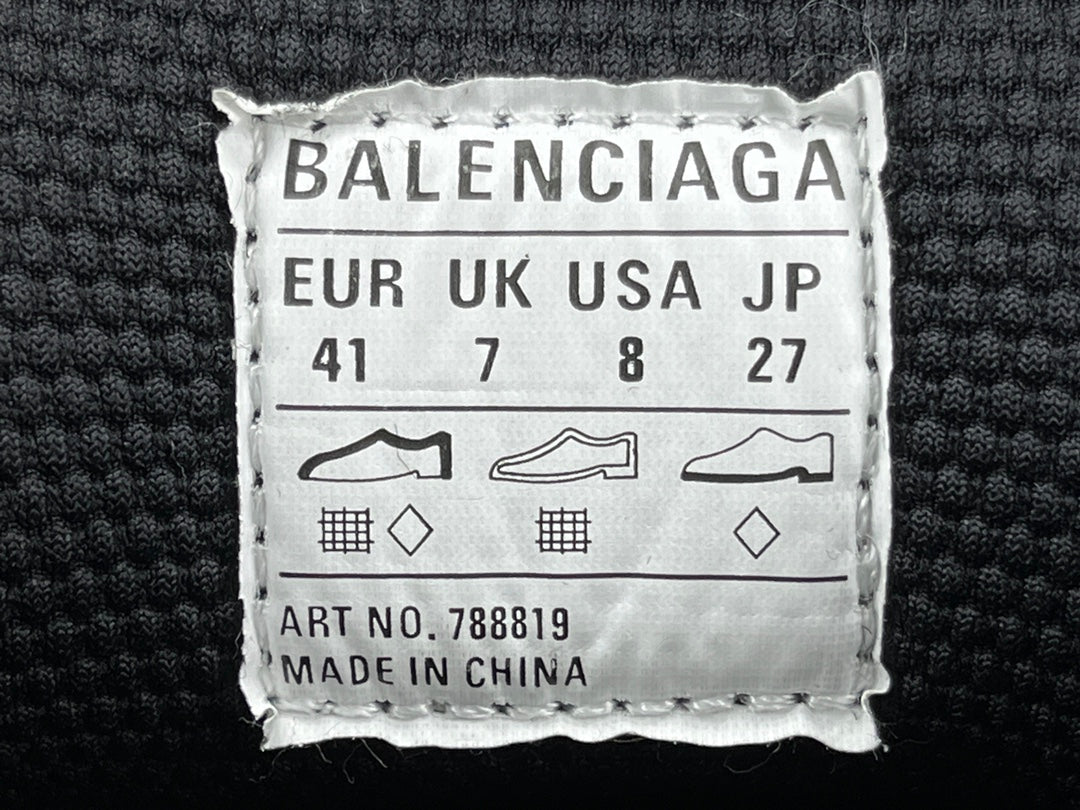 BALENCIAGA
EUR UK USA JP
41 7 8 27
ART NO. 788819
MADE IN CHINA